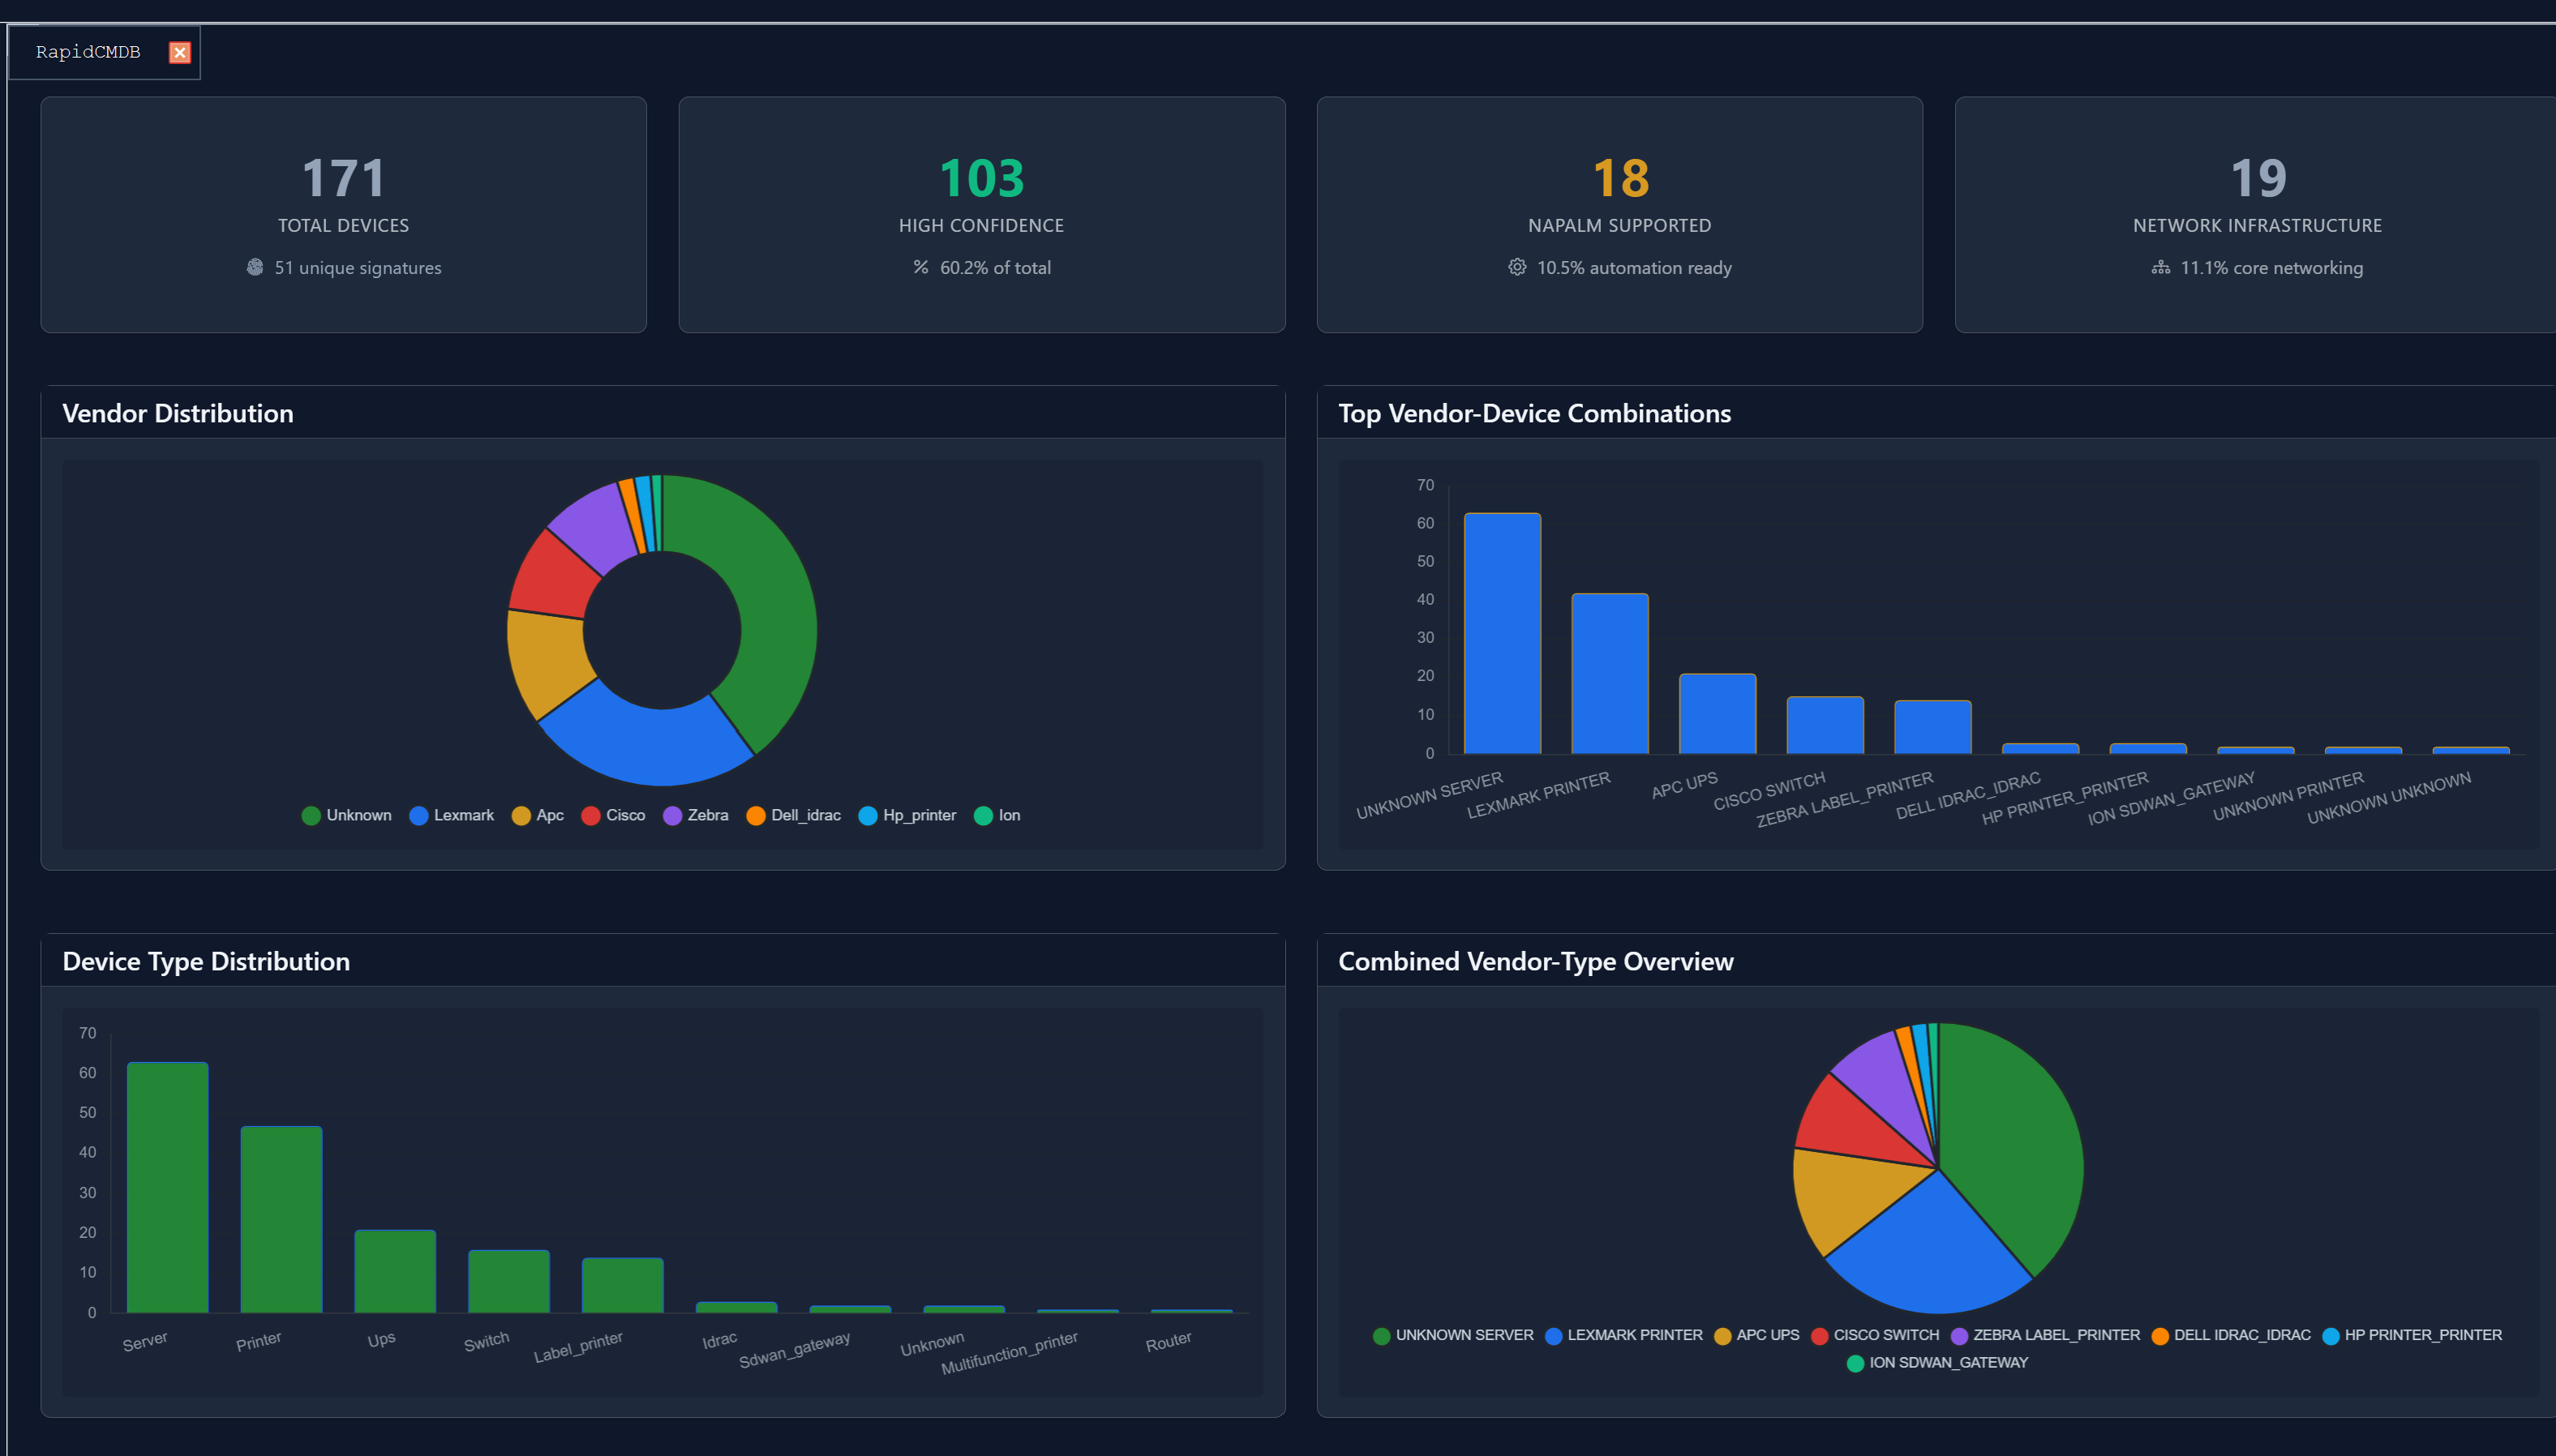 RapidCMDB
171
TOTAL DEVICES
51 unique signatures
103
HIGH CONFIDENCE
60.2% of total
18
NAPALM SUPPORTED
10.5% automation ready
19
NETWORK INFRASTRUCTURE
11.1% core networking
Vendor Distribution
Unknown Lexmark Apc Cisco Zebra Dell_idrac Hp_printer Ion
Top Vendor-Device Combinations
70
60
50
40
30
20
10
0
UNKNOWN SERVER
LEXMARK PRINTER
APC UPS
CISCO SWITCH
ZEBRA LABEL_PRINTER
DELL IDRAC_IDRAC
HP PRINTER_PRINTER
ION SDWAN_GATEWAY
UNKNOWN PRINTER
UNKNOWN UNKNOWN
Device Type Distribution
70
60
50
40
30
20
10
0
Server
Printer
Ups
Switch
Label_printer
Idrac
Sdwan_gateway
Unknown
Multifunction_printer
Router
Combined Vendor-Type Overview
UNKNOWN SERVER LEXMARK PRINTER APC UPS CISCO SWITCH ZEBRA LABEL_PRINTER DELL IDRAC_IDRAC HP PRINTER_PRINTER
ION SDWAN_GATEWAY